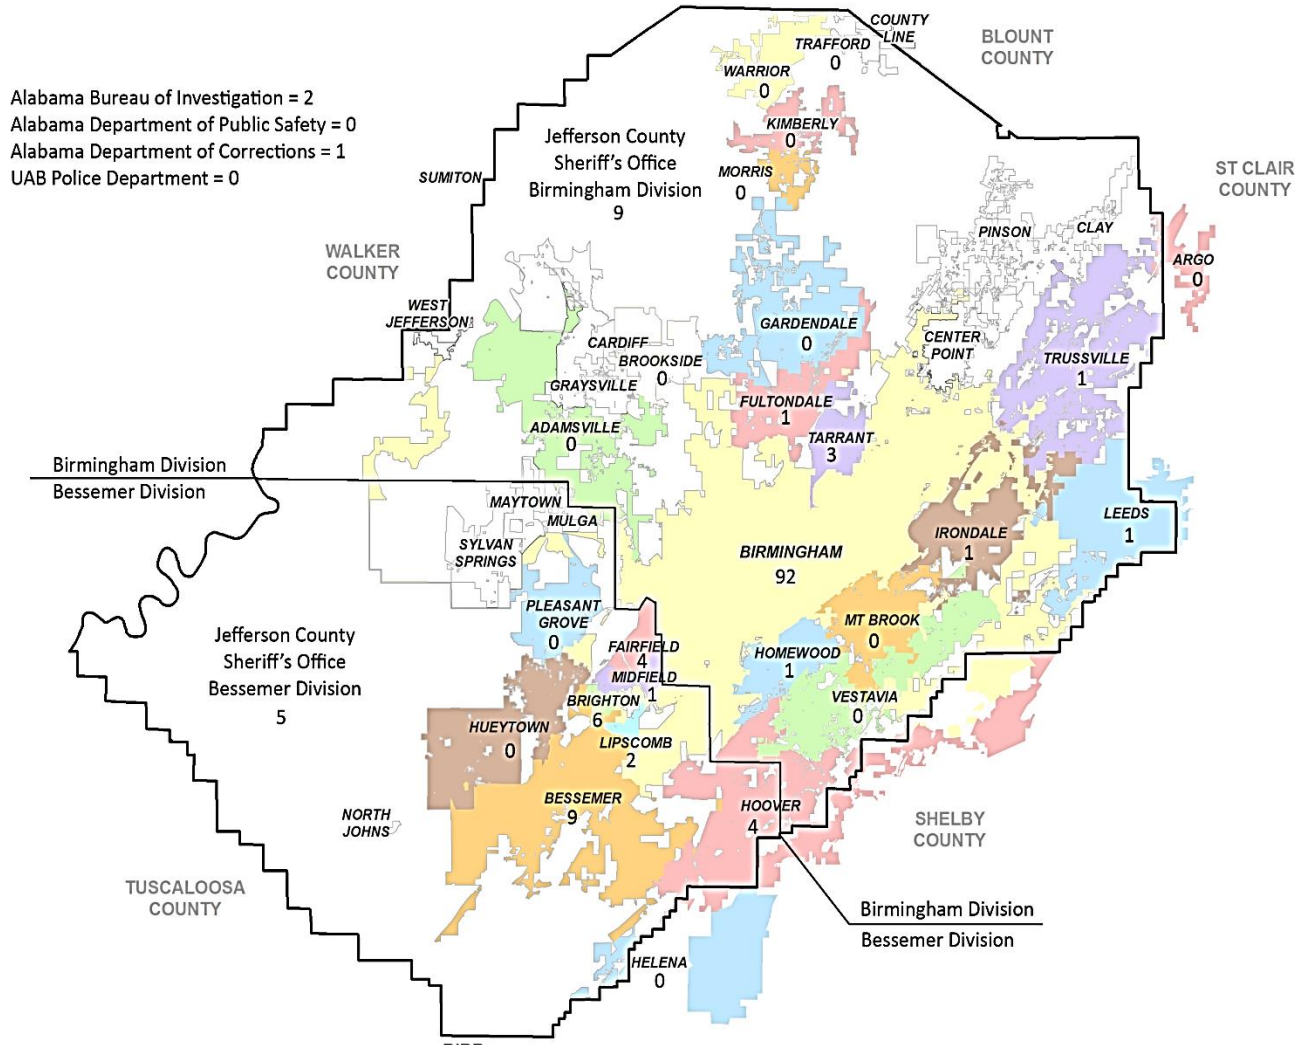 COUNTY
LINE
BLOUNT
COUNTY
TRAFFORD
0
WARRIOR
0
Alabama Bureau of Investigation = 2
Alabama Department of Public Safety = 0
Alabama Department of Corrections = 1
UAB Police Department = 0
KIMBERLY
0
Jefferson County
Sheriff's Office
Birmingham Division
9
SUMITON
MORRIS
0
ST CLAIR
COUNTY
PINSON
CLAY
WALKER
COUNTY
ARGO
0
WEST
JEFFERSON
GARDENDALE
0
CENTER
POINT
CARDIFF
BROOKSIDE
0
TRUSSVILLE
1
GRAYSVILLE
FULTONDALE
1
ADAMSVILLE
0
TARRANT
3
Birmingham Division
Bessemer Division
MAYTOWN
MULGA
LEEDS
1
IRONDALE
1
SYLVAN
SPRINGS
BIRMINGHAM
92
PLEASANT
GROVE
0
MT BROOK
0
Jefferson County
Sheriff's Office
Bessemer Division
5
FAIRFIELD
4
HOMEWOOD
1
MIDFIELD
1
BRIGHTON
6
VESTAVIA
0
HUEYTOWN
0
LIPSCOMB
2
BESSEMER
9
HOOVER
4
NORTH
JOHNS
SHELBY
COUNTY
TUSCALOOSA
COUNTY
Birmingham Division
Bessemer Division
HELENA
0